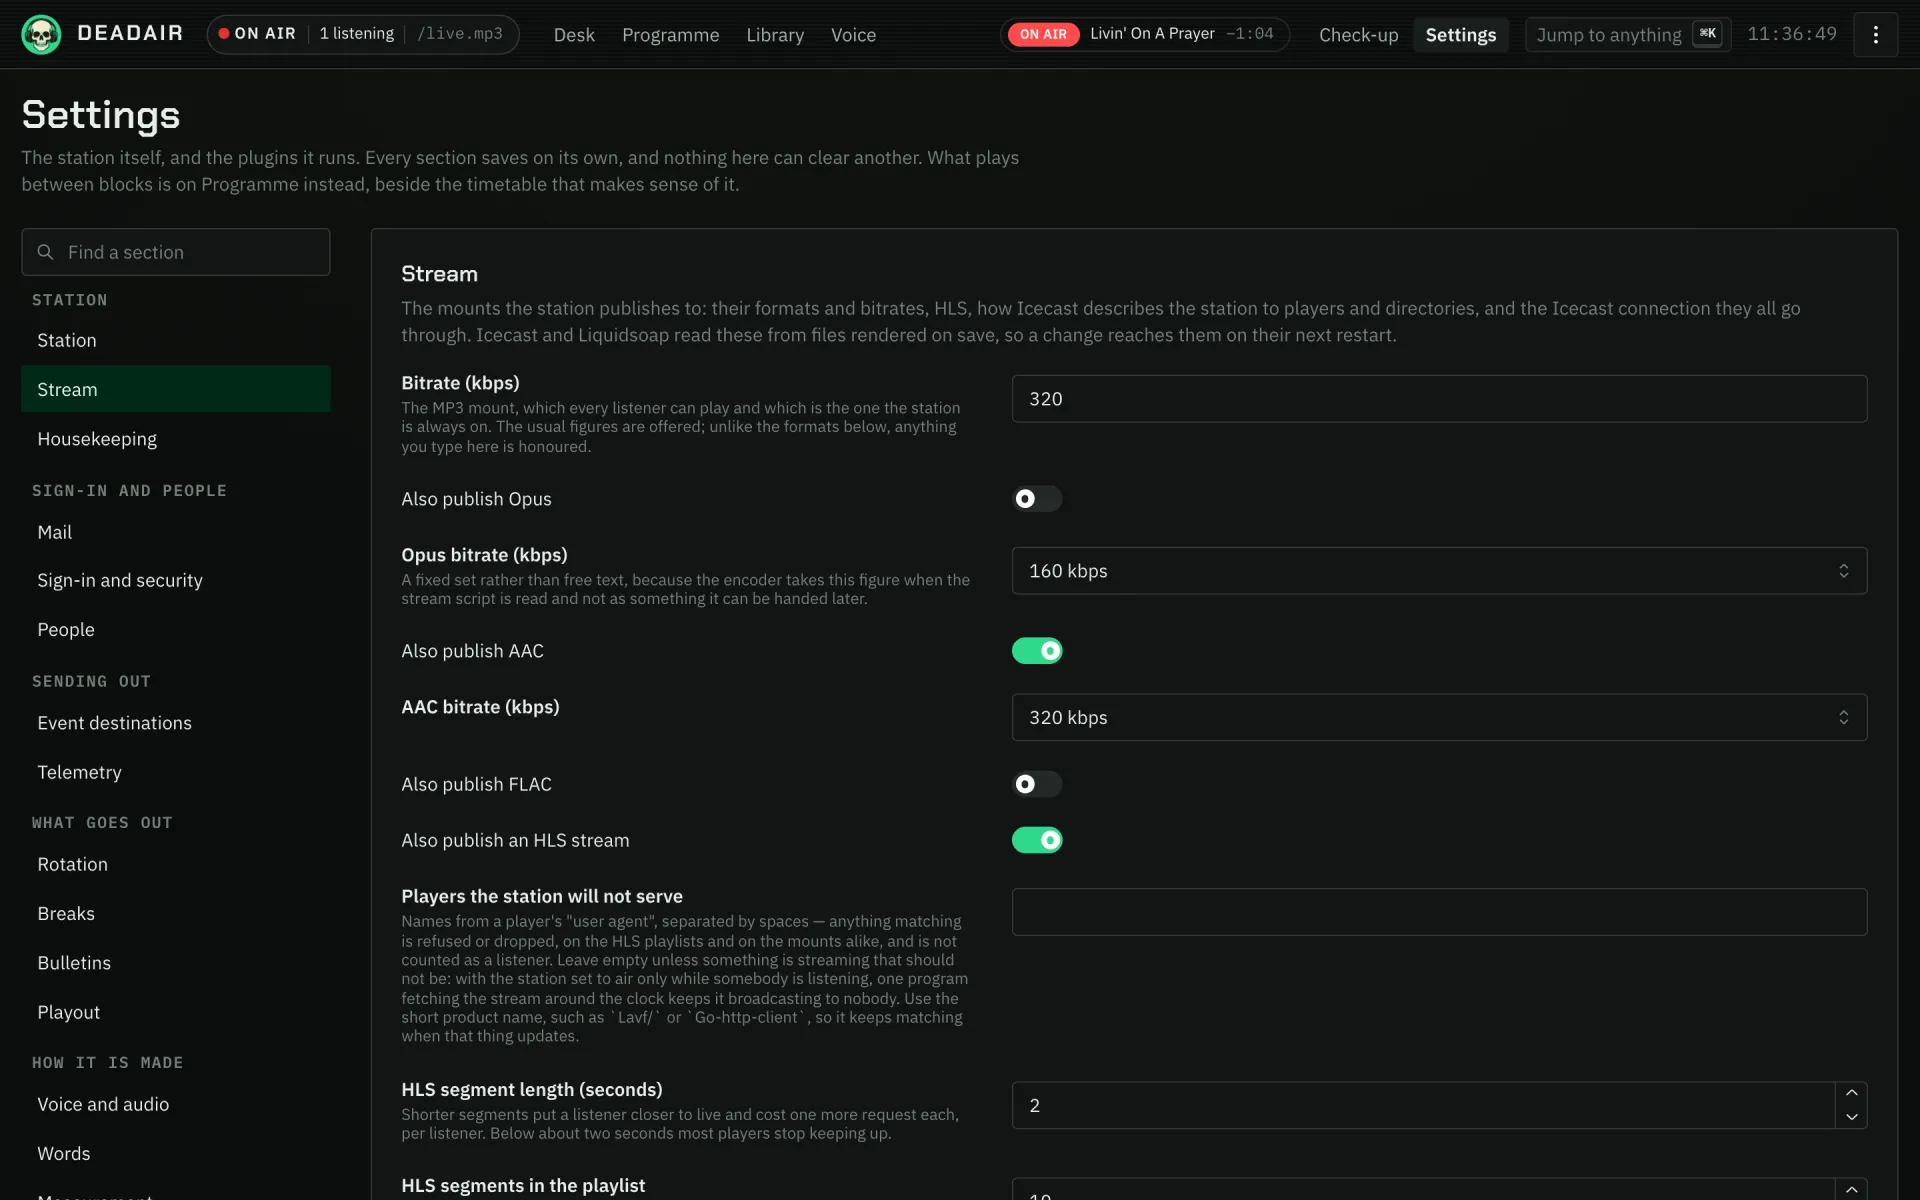 DEADAIR
ON AIR
1 listening
/live.mp3
Desk
Programme
Library
Voice
ON AIR
Livin' On A Prayer
−1:04
Check-up
Settings
Jump to anything
⌘K
11:36:49
Settings
The station itself, and the plugins it runs. Every section saves on its own, and nothing here can clear another. What plays
between blocks is on Programme instead, beside the timetable that makes sense of it.
Find a section
STATION
Station
Stream
Housekeeping
SIGN-IN AND PEOPLE
Mail
Sign-in and security
People
SENDING OUT
Event destinations
Telemetry
WHAT GOES OUT
Rotation
Breaks
Bulletins
Playout
HOW IT IS MADE
Voice and audio
Words
Stream
The mounts the station publishes to: their formats and bitrates, HLS, how Icecast describes the station to players and directories, and the Icecast connection they all go
through. Icecast and Liquidsoap read these from files rendered on save, so a change reaches them on their next restart.
Bitrate (kbps)
The MP3 mount, which every listener can play and which is the one the station
is always on. The usual figures are offered; unlike the formats below, anything
you type here is honoured.
320
Also publish Opus
Opus bitrate (kbps)
A fixed set rather than free text, because the encoder takes this figure when the
stream script is read and not as something it can be handed later.
160 kbps
Also publish AAC
AAC bitrate (kbps)
320 kbps
Also publish FLAC
Also publish an HLS stream
Players the station will not serve
Names from a player's "user agent", separated by spaces — anything matching
is refused or dropped, on the HLS playlists and on the mounts alike, and is not
counted as a listener. Leave empty unless something is streaming that should
not be: with the station set to air only while somebody is listening, one program
fetching the stream around the clock keeps it broadcasting to nobody. Use the
short product name, such as `Lavf/` or `Go-http-client`, so it keeps matching
when that thing updates.
HLS segment length (seconds)
Shorter segments put a listener closer to live and cost one more request each,
per listener. Below about two seconds most players stop keeping up.
2
HLS segments in the playlist